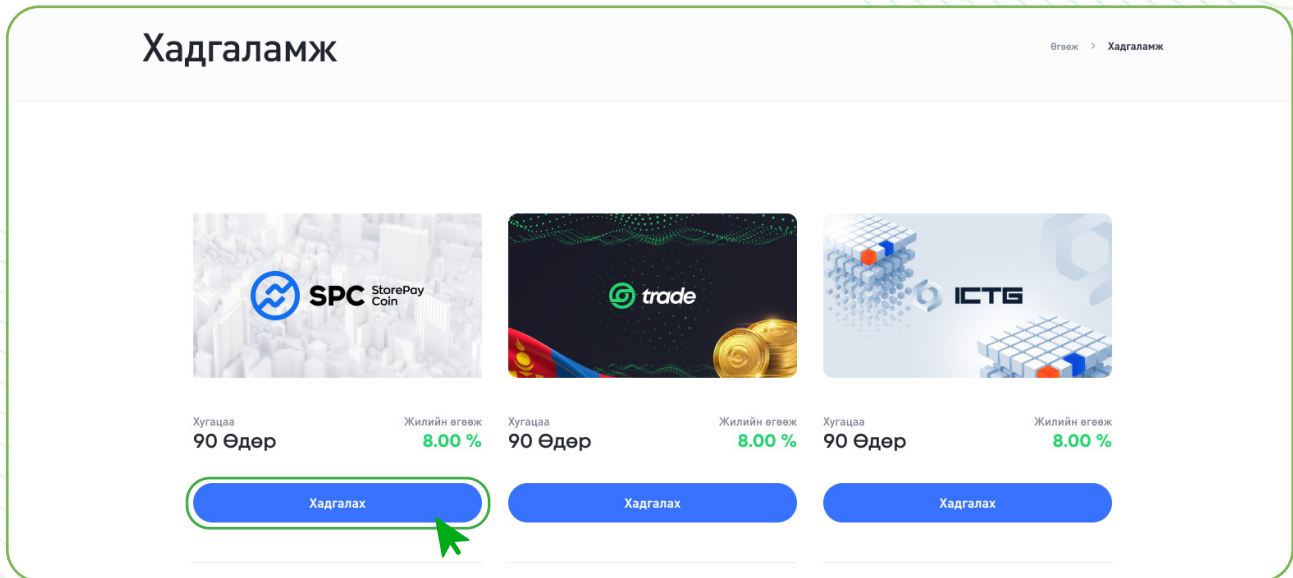 Хадгаламж
Өгөөж > Хадгаламж
SPC StorePay
Coin
trade
ICTG
Хугацаа Жилийн өгөөж
90 Өдөр 8.00 %
Хадгалах
Хугацаа Жилийн өгөөж
90 Өдөр 8.00 %
Хадгалах
Хугацаа Жилийн өгөөж
90 Өдөр 8.00 %
Хадгалах